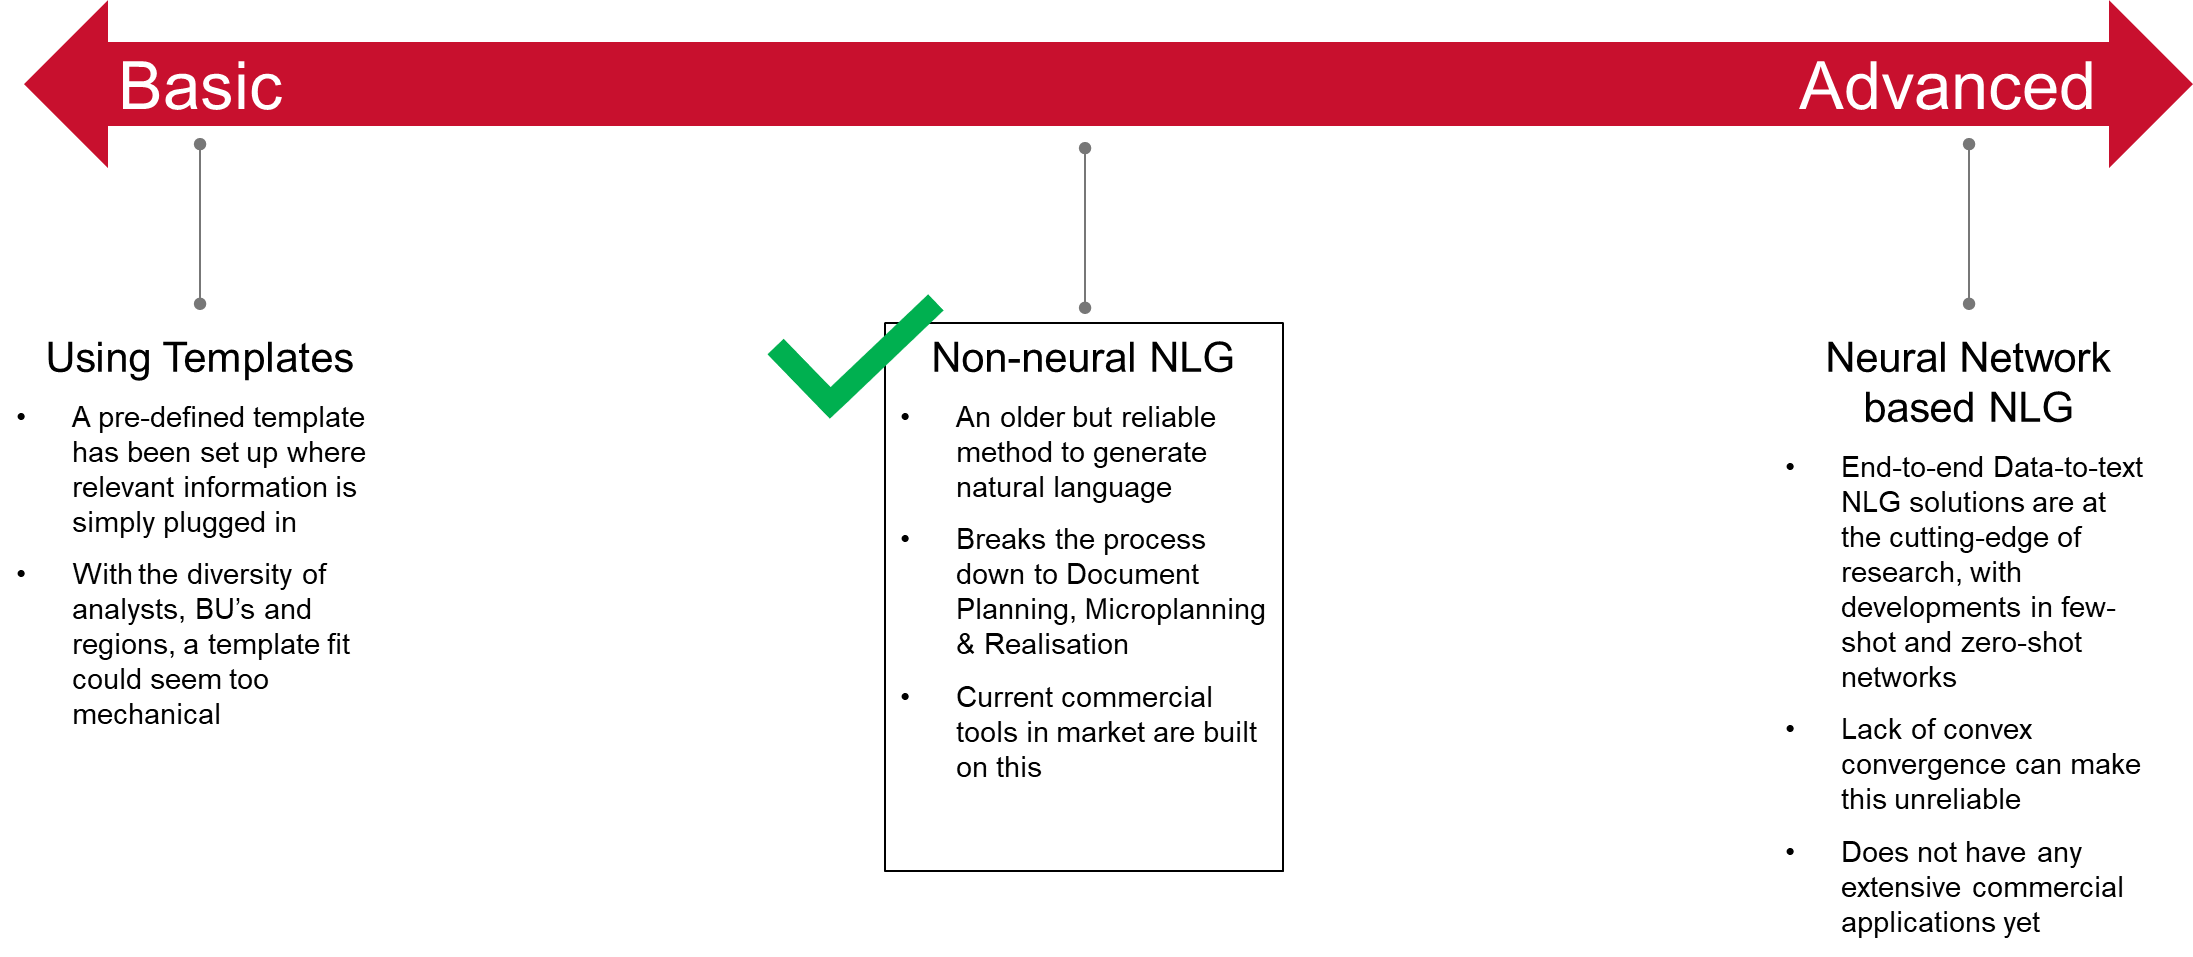 Basic
Advanced
Using Templates
• A pre-defined template
has been set up where
relevant information is
simply plugged in
• With the diversity of
analysts, BU’s and
regions, a template fit
could seem too
mechanical
Non-neural NLG
• An older but reliable
method to generate
natural language
• Breaks the process
down to Document
Planning, Microplanning
& Realisation
• Current commercial
tools in market are built
on this
Neural Network
based NLG
• End-to-end Data-to-text
NLG solutions are at
the cutting-edge of
research, with
developments in few-
shot and zero-shot
networks
• Lack of convex
convergence can make
this unreliable
• Does not have any
extensive commercial
applications yet